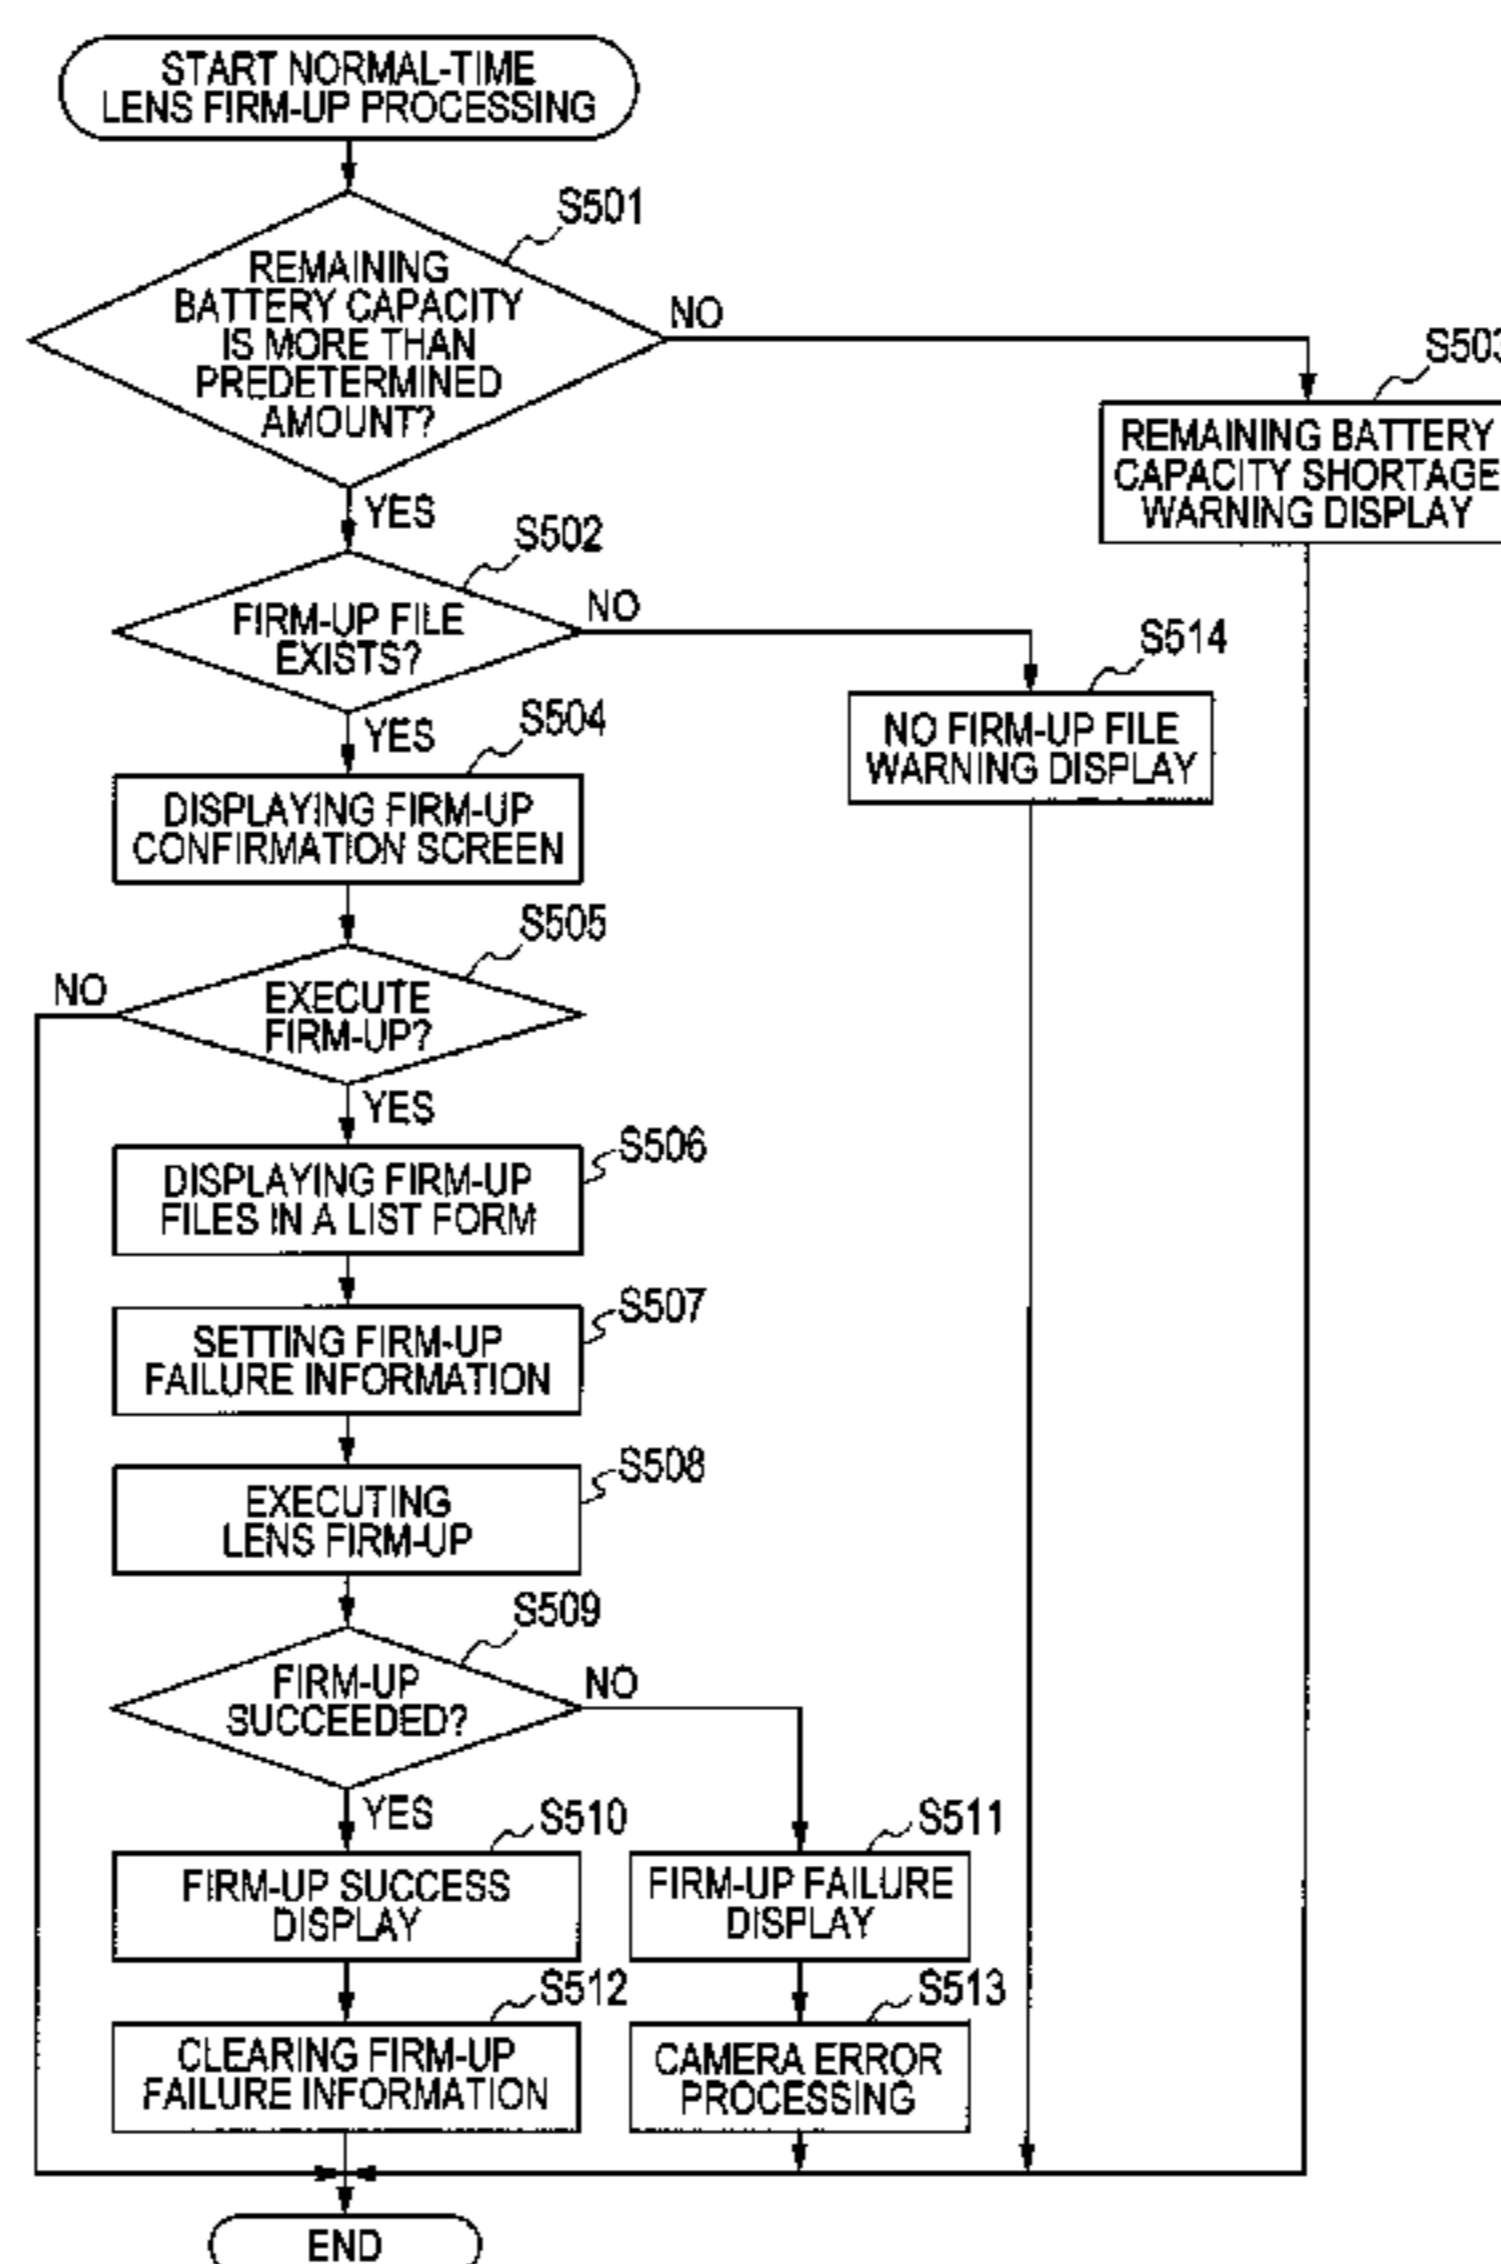 START NORMAL-TIME
LENS FIRM-UP PROCESSING
S501
REMAINING
BATTERY CAPACITY
IS MORE THAN
PREDETERMINED
AMOUNT?
NO
S503
REMAINING BATTERY
CAPACITY SHORTAGE
WARNING DISPLAY
YES
S502
FIRM-UP FILE
EXISTS?
NO
S514
NO FIRM-UP FILE
WARNING DISPLAY
YES
S504
DISPLAYING FIRM-UP
CONFIRMATION SCREEN
S505
NO
EXECUTE
FIRM-UP?
YES
S506
DISPLAYING FIRM-UP
FILES IN A LIST FORM
S507
SETTING FIRM-UP
FAILURE INFORMATION
S508
EXECUTING
LENS FIRM-UP
S509
FIRM-UP
SUCCEEDED?
NO
YES
S510
FIRM-UP SUCCESS
DISPLAY
S511
FIRM-UP FAILURE
DISPLAY
S512
CLEARING FIRM-UP
FAILURE INFORMATION
S513
CAMERA ERROR
PROCESSING
END